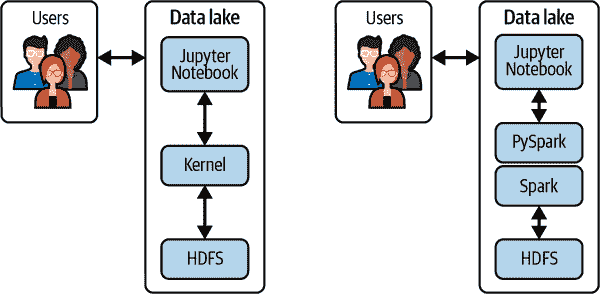 Users
Data lake
Jupyter
Notebook
Kernel
HDFS
Users
Data lake
Jupyter
Notebook
PySpark
Spark
HDFS